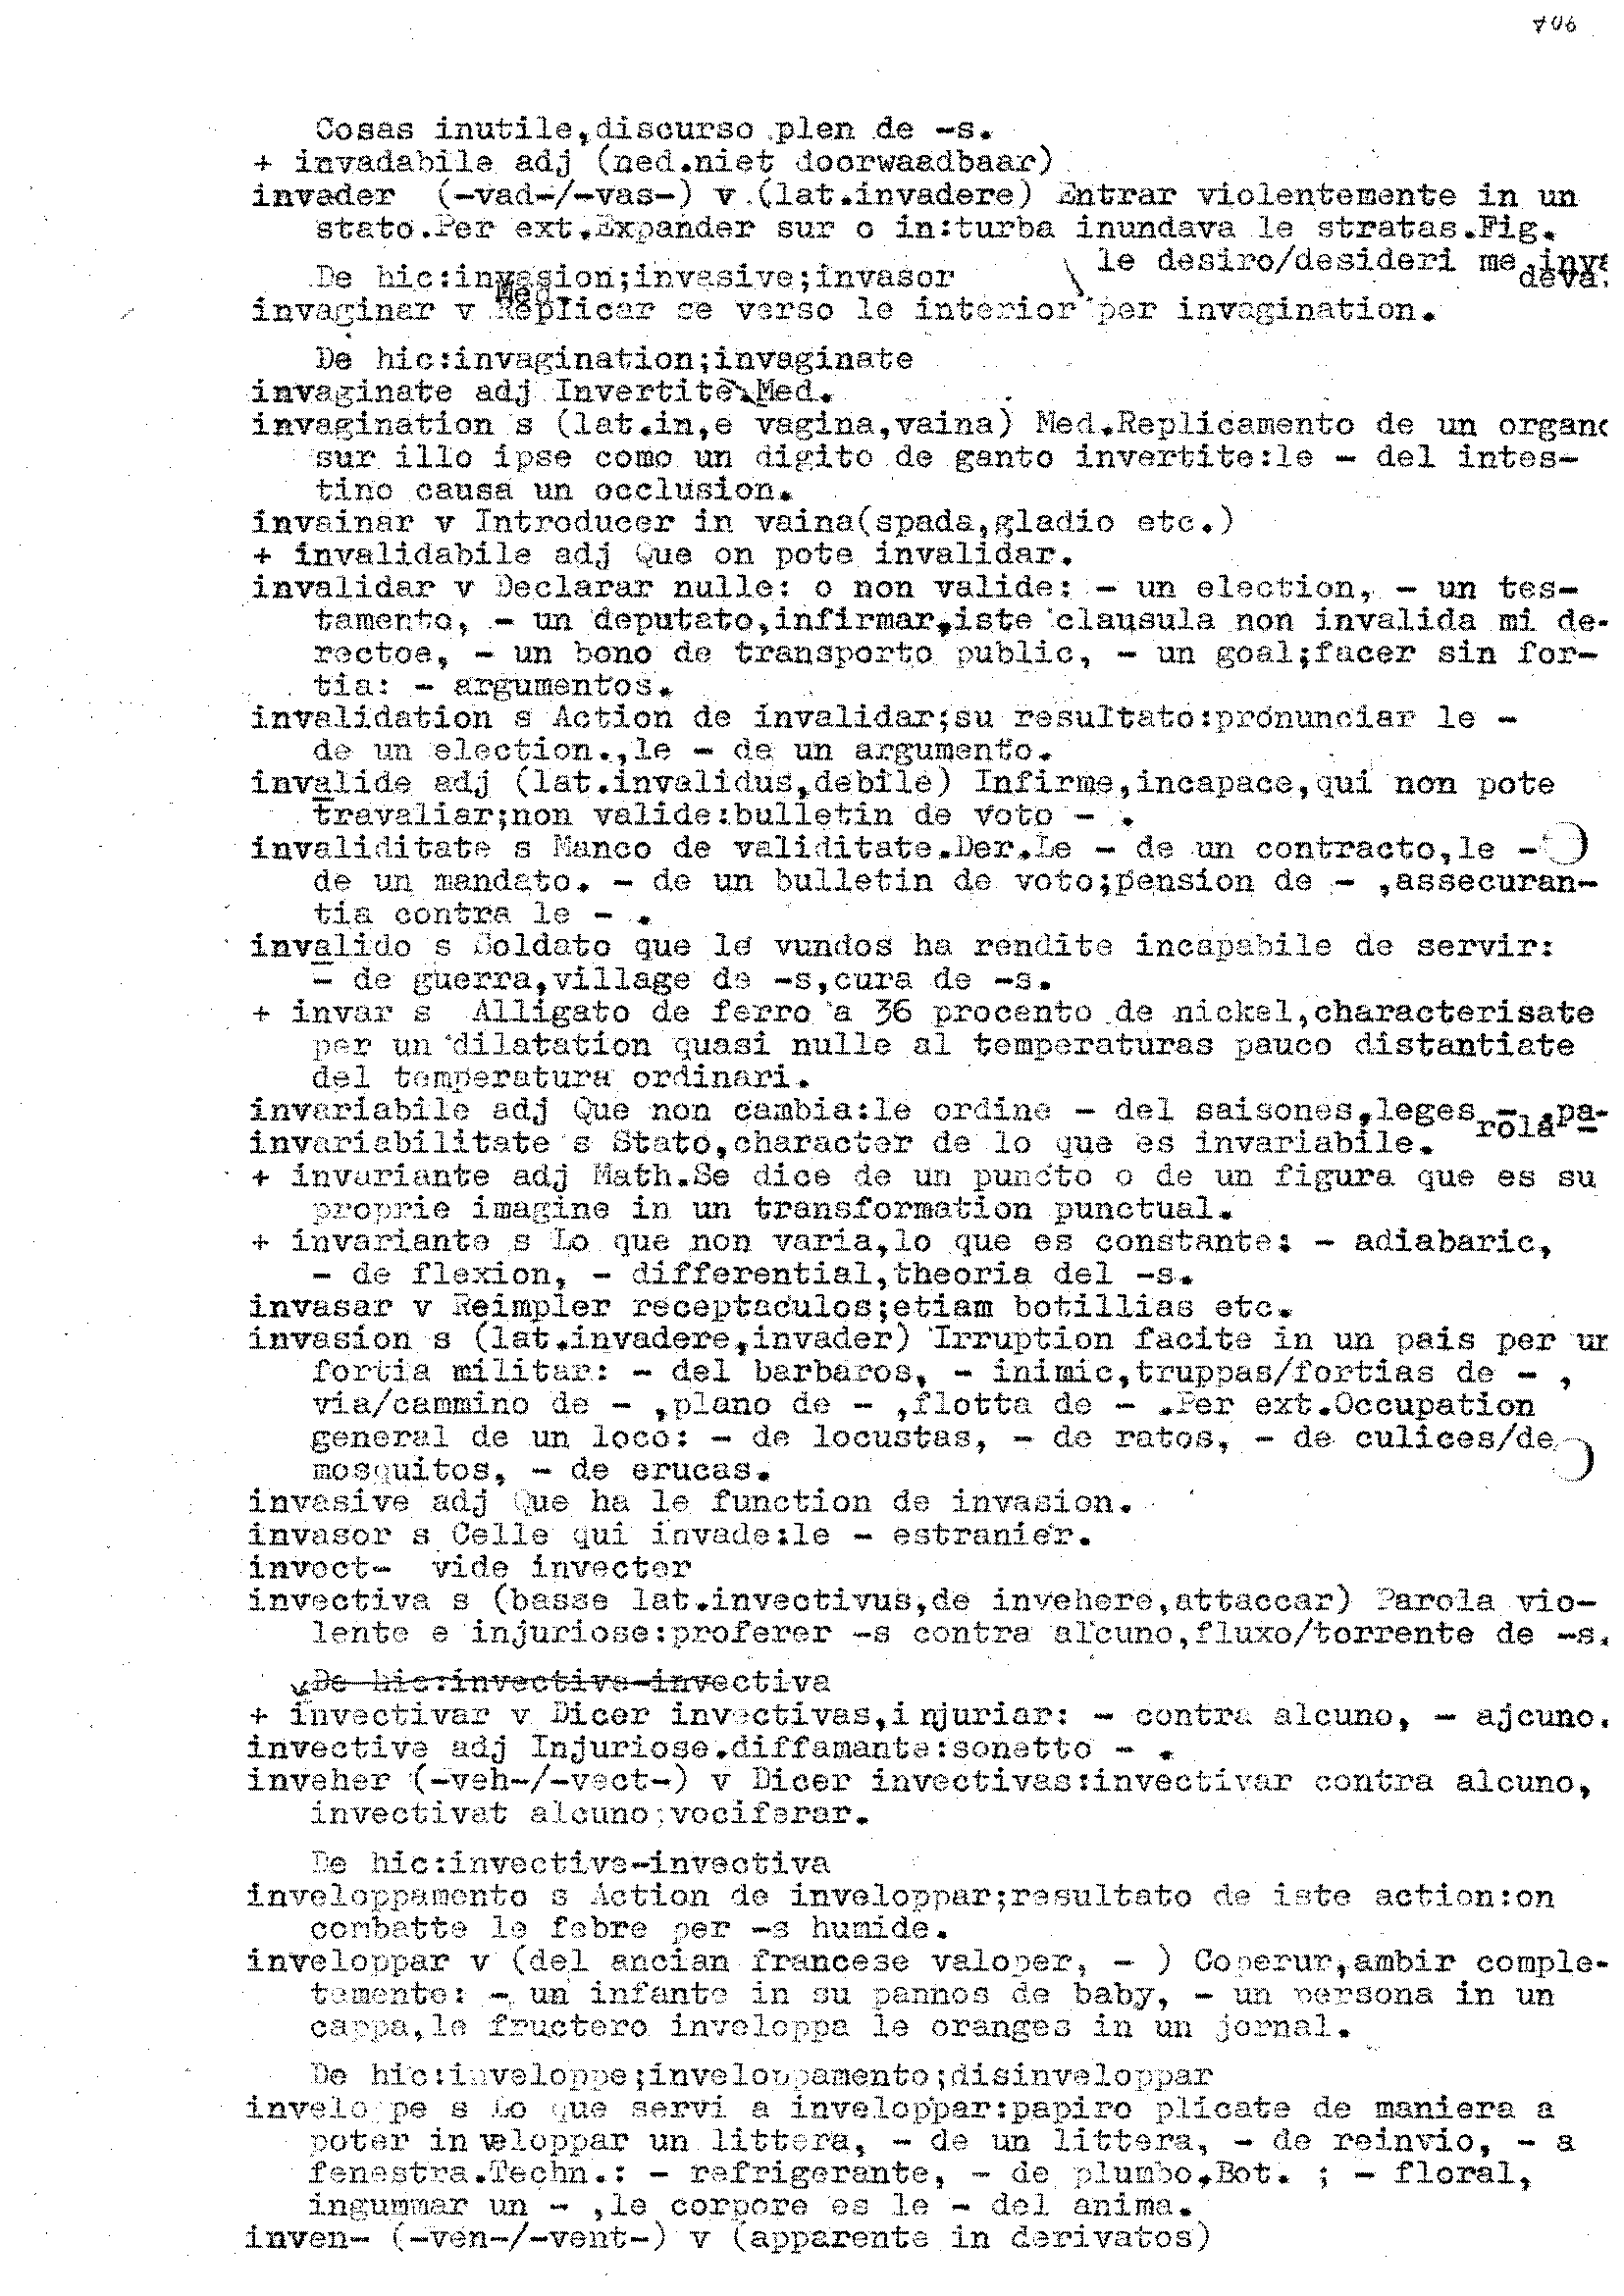 706
Cosas inutile,discurso plen de -s.
+ invadabile adj (ned.niet doorwaadbaar)
invader (-vad-/-vas-) v (lat.invadere) Entrar violentemente in un
stato.Per ext.Expander sur o in:turba inundava le stratas.Fig.
le desiro/desideri me inva
deva.
De hic:invasion;invasive;invasor
invaginar v Med. Replicar se verso le interior per invagination.
De hic:invagination;invaginate
invaginate adj Invertite.Med.
invagination s (lat.in,e vagina,vaina) Med.Replicamento de un organo
sur illo ipse como un digito de ganto invertite:le - del intes-
tino causa un occlusion.
invainar v Introducer in vaina(spada,gladio etc.)
+ invalidabile adj Que on pote invalidar.
invalidar v Declarar nulle: o non valide: - un election, - un tes-
tamento, - un deputato,infirmar,iste clausula non invalida mi de-
rectos, - un bono de transporto public, - un goal;facer sin for-
tia: - argumentos.
invalidation s Action de invalidar;su resultato:pronunciar le -
de un election.,le - de un argumento.
invalide adj (lat.invalidus,debile) Infirme,incapace,qui non pote
travaliar;non valide:bulletin de voto - .
invaliditate s Manco de validitate.Der.Le - de un contracto,le -
de un mandato. - de un bulletin de voto;pension de - ,assecuran-
tia contra le - .
invalido s Soldato que le vundos ha rendite incapabile de servir:
- de guerra,village de -s,cura de -s.
+ invar s Alligato de ferro a 36 procento de nickel,characterisate
per un dilatation quasi nulle al temperaturas pauco distantiate
del temperatura ordinari.
invariabile adj Que non cambia:le ordine - del saisones,leges - ,pa-
rola -
invariabilitate s Stato,character de lo que es invariabile.
+ invariante adj Math.Se dice de un puncto o de un figura que es su
proprie imagine in un transformation punctual.
+ invariante s Lo que non varia,lo que es constante: - adiabaric,
- de flexion, - differential,theoria del -s.
invasar v Reimpler receptaculos;etiam botillias etc.
invasion s (lat.invadere,invader) Irruption facite in un pais per un
fortia militar: - del barbaros, - inimic,truppas/fortias de - ,
via/cammino de - ,plano de - ,flotta de - .Per ext.Occupation
general de un loco: - de locustas, - de ratos, - de culices/de
mosquitos, - de erucas.
invasive adj Que ha le function de invasion.
invasor s Celle qui invade:le - estranier.
invect- vide invecter
invectiva s (basse lat.invectivus,de invehere,attaccar) Parola vio-
lente e injuriose:proferer -s contra alcuno,fluxo/torrente de -s.
De hic:invective-invectiva
+ invectivar v Dicer invectivas,injuriar: - contra alcuno, - ajcuno.
invective adj Injuriose.diffamante:sonetto - .
inveher (-veh-/-vect-) v Dicer invectivas:invectivar contra alcuno,
invectivat alcuno;vociferar.
De hic:invective-invectiva
inveloppamento s Action de inveloppar;resultato de iste action:on
combatte le febre per -s humide.
inveloppar v (del ancian francese valoper, - ) Coperur,ambir comple-
temente: - un infante in su pannos de baby, - un persona in un
cappa,le fructero inveloppa le oranges in un jornal.
De hic:inveloppe;inveloppamento;disinveloppar
invelo pe s Lo que servi a inveloppar:papiro plicate de maniera a
poter inveloppar un littera, - de un littera, - de reinvio, - a
fenestra.Techn.: - refrigerante, - de plumbo,Bot. ; - floral,
ingummar un - ,le corpore es le - del anima.
inven- (-ven-/-vent-) v (apparente in derivatos)